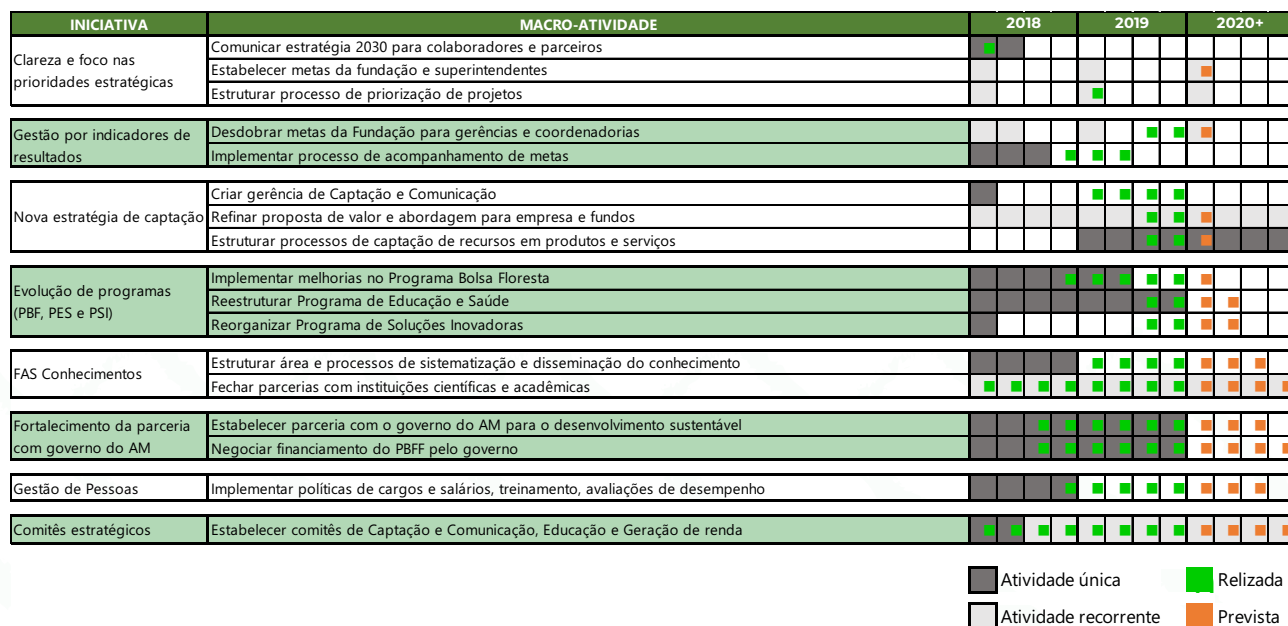 INICIATIVA MACRO-ATIVIDADE 2018 2019 2020+
Clareza e foco nas
prioridades estratégicas
Comunicar estratégia 2030 para colaboradores e parceiros
Estabelecer metas da fundação e superintendentes
Estruturar processo de priorização de projetos
Gestão por indicadores de
resultados
Desdobrar metas da Fundação para gerências e coordenadorias
Implementar processo de acompanhamento de metas
Nova estratégia de captação
Criar gerência de Captação e Comunicação
Refinar proposta de valor e abordagem para empresa e fundos
Estruturar processos de captação de recursos em produtos e serviços
Evolução de programas
(PBF, PES e PSI)
Implementar melhorias no Programa Bolsa Floresta
Reestruturar Programa de Educação e Saúde
Reorganizar Programa de Soluções Inovadoras
FAS Conhecimentos
Estruturar área e processos de sistematização e disseminação do conhecimento
Fechar parcerias com instituições científicas e acadêmicas
Fortalecimento da parceria
com governo do AM
Estabelecer parceria com o governo do AM para o desenvolvimento sustentável
Negociar financiamento do PBFF pelo governo
Gestão de Pessoas
Implementar políticas de cargos e salários, treinamento, avaliações de desempenho
Comitês estratégicos
Estabelecer comitês de Captação e Comunicação, Educação e Geração de renda
Atividade única
Relizada
Atividade recorrente
Prevista